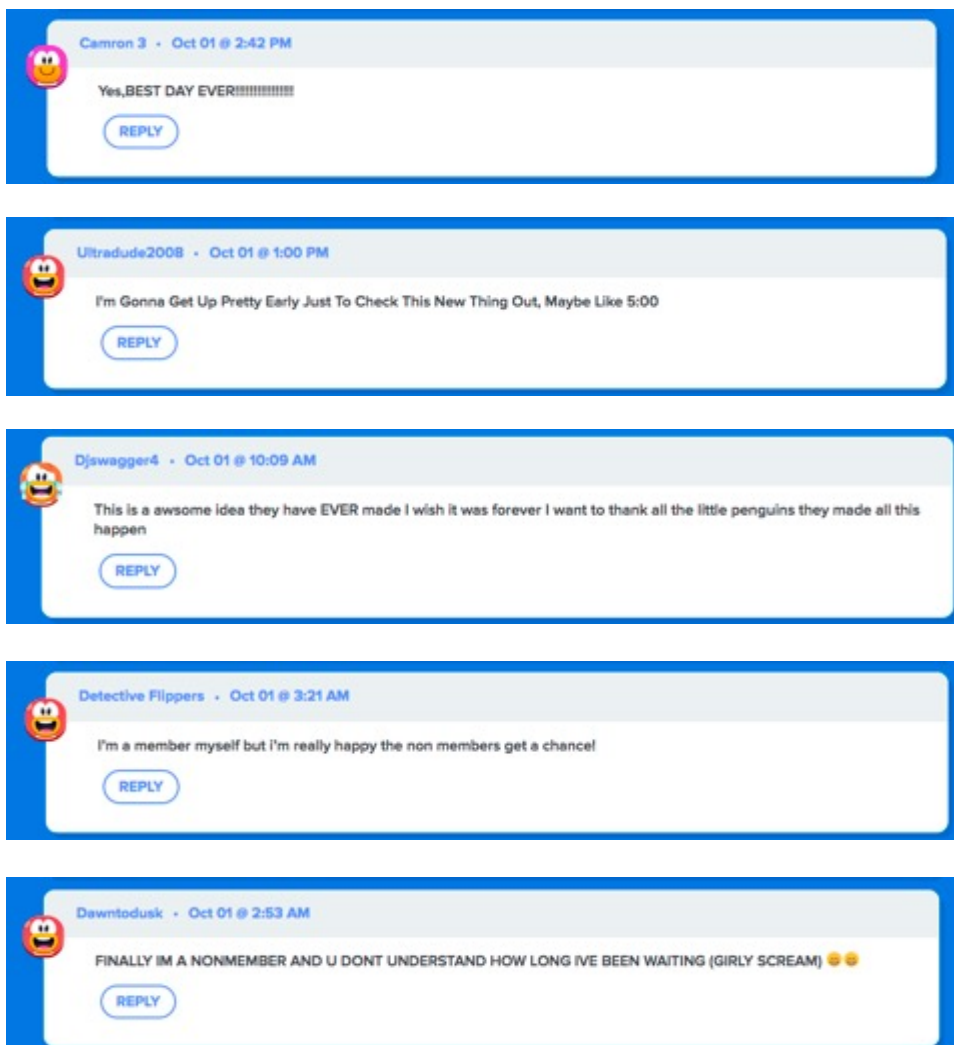 Camron 3 • Oct 01 @ 2:42 PM
Yes,BEST DAY EVER!!!!!!!!!!!!!!!
REPLY
Ultradude2008 • Oct 01 @ 1:00 PM
I'm Gonna Get Up Pretty Early Just To Check This New Thing Out, Maybe Like 5:00
REPLY
Djswagger4 • Oct 01 @ 10:09 AM
This is a awsome idea they have EVER made I wish it was forever I want to thank all the little penguins they made all this
happen
REPLY
Detective Flippers • Oct 01 @ 3:21 AM
I'm a member myself but i'm really happy the non members get a chance!
REPLY
Dawntodusk • Oct 01 @ 2:53 AM
FINALLY IM A NONMEMBER AND U DONT UNDERSTAND HOW LONG IVE BEEN WAITING (GIRLY SCREAM) 😄😄
REPLY